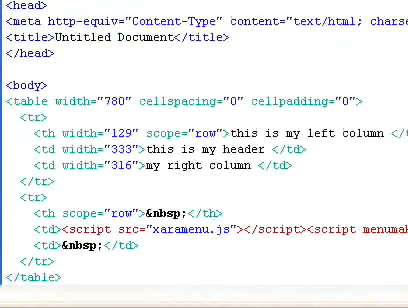 <head>
<meta http-equiv="Content-Type" content="text/html; charse
<title>Untitled Document</title>
</head>
<body>
<table width="780" cellspacing="0" cellpadding="0">
<tr>
<th width="129" scope="row">this is my left column </
<td width="333">this is my header </td>
<td width="316">my right column </td>
</tr>
<tr>
<th scope="row">&nbsp;</th>
<td><script src="xaramenu.js"></script><script menumak
<td>&nbsp;</td>
</tr>
</table>